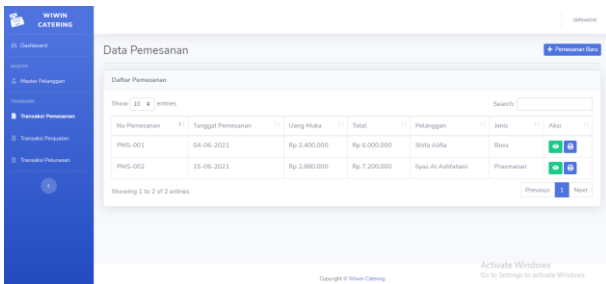 WIWIN
CATERING
definastriti
Dashboard
MASTER
Master Pelanggan
TRANSAKSI
Transaksi Pemesanan
Transaksi Penjualan
Transaksi Pelunasan
Data Pemesanan
+ Pemesanan Baru
Daftar Pemesanan
Show 10 entries
Search:
No Pemesanan Tanggal Pemesanan Uang Muka Total Pelanggan Jenis Aksi
PMS-001 04-06-2021 Rp 2.400.000 Rp 6.000.000 Shifa Alifia Boxs
PMS-002 15-06-2021 Rp 2.880.000 Rp 7.200.000 Ilyas Al Ashfahani Prasmanan
Showing 1 to 2 of 2 entries
Previous 1 Next
Activate Windows
Go to Settings to activate Windows.
Copyright © Wiwin Catering